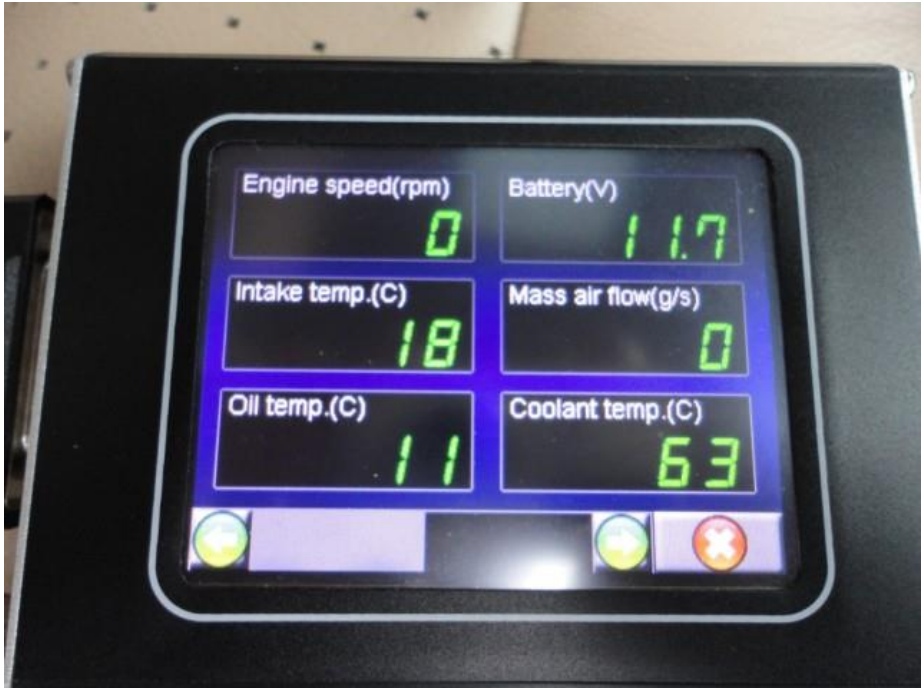 Engine speed(rpm)
0
Battery(V)
11.7
Intake temp.(C)
18
Mass air flow(g/s)
0
Oil temp.(C)
11
Coolant temp.(C)
63